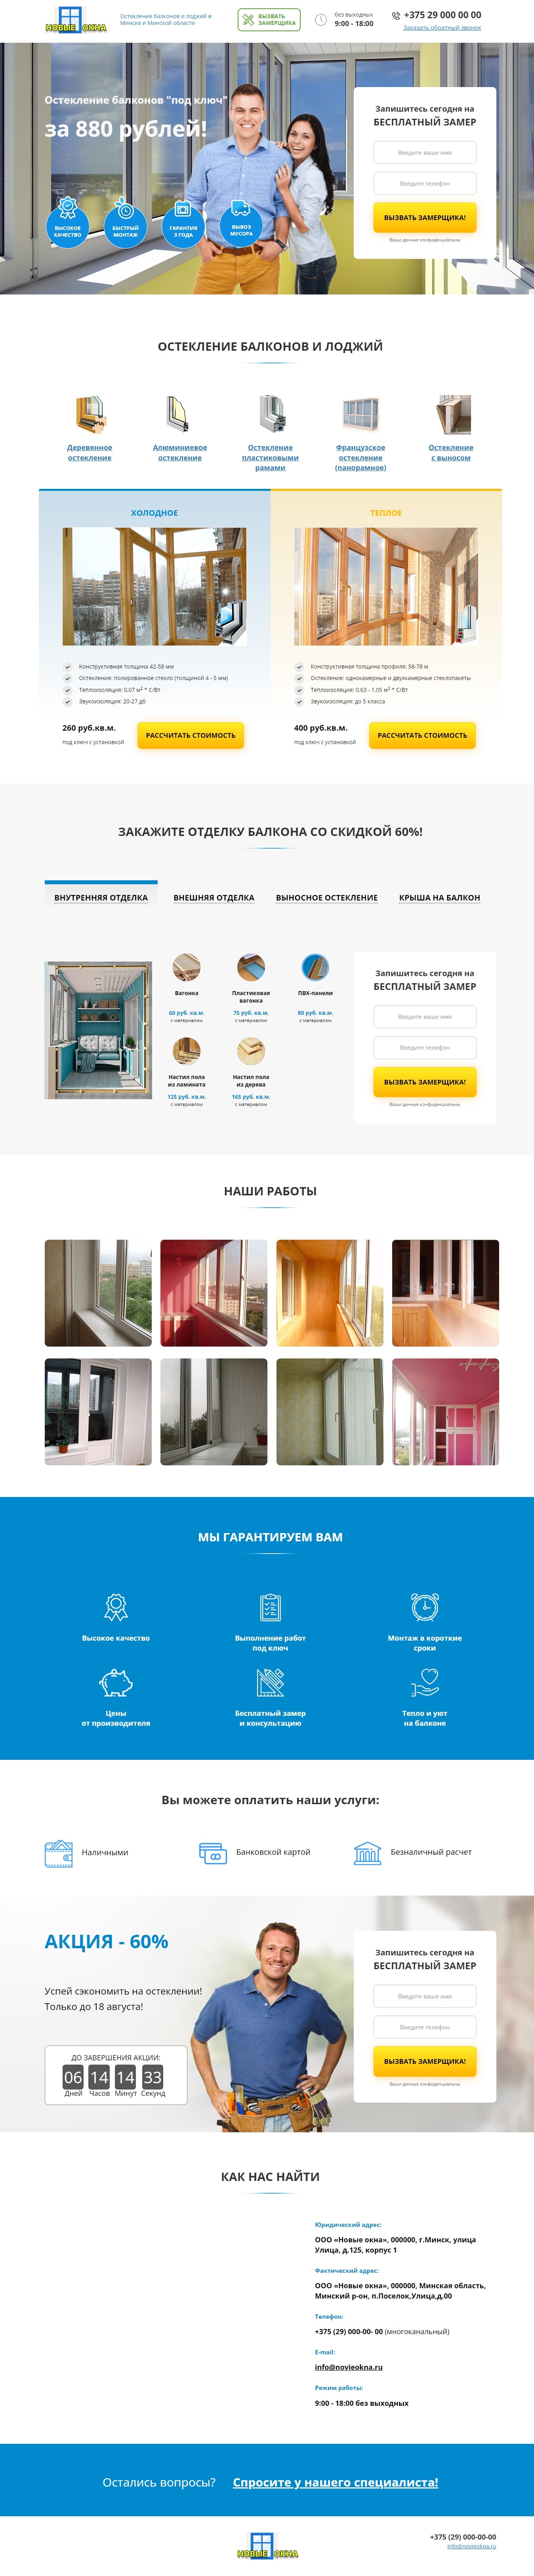 НОВЫЕ ОКНА
Остекление балконов и лоджий в
Минске и Минской области
ВЫЗВАТЬ
ЗАМЕРЩИКА
без выходных
9:00 - 18:00
+375 29 000 00 00
Заказать обратный звонок
Остекление балконов "под ключ"
за 880 рублей!
ВЫСОКОЕ
КАЧЕСТВО
БЫСТРЫЙ
МОНТАЖ
ГАРАНТИЯ
3 ГОДА
ВЫВОЗ
МУСОРА
Запишитесь сегодня на
БЕСПЛАТНЫЙ ЗАМЕР
Введите ваше имя
Введите телефон
ВЫЗВАТЬ ЗАМЕРЩИКА!
Ваши данные конфиденциальны
ОСТЕКЛЕНИЕ БАЛКОНОВ И ЛОДЖИЙ
Деревянное
остекление
Алюминиевое
остекление
Остекление
пластиковыми
рамами
Французское
остекление
(панорамное)
Остекление
с выносом
ХОЛОДНОЕ
Конструктивная толщина 42-58 мм
Остекление: полированное стекло (толщиной 4 - 5 мм)
Теплоизоляция: 0,07 м2 * С/Вт
Звукоизоляция: 20-27 дб
260 руб.кв.м.
под ключ с установкой
РАССЧИТАТЬ СТОИМОСТЬ
ТЕПЛОЕ
Конструктивная толщина профиля: 58-78 м
Остекление: однокамерные и двухкамерные стеклопакеты
Теплоизоляция: 0,63 - 1,05 м2 * С/Вт
Звукоизоляция: до 5 класса
400 руб.кв.м.
под ключ с установкой
РАССЧИТАТЬ СТОИМОСТЬ
ЗАКАЖИТЕ ОТДЕЛКУ БАЛКОНА СО СКИДКОЙ 60%!
ВНУТРЕННЯЯ ОТДЕЛКА
ВНЕШНЯЯ ОТДЕЛКА
ВЫНОСНОЕ ОСТЕКЛЕНИЕ
КРЫША НА БАЛКОН
Вагонка
60 руб. кв.м.
с материалом
Пластиковая
вагонка
75 руб. кв.м.
с материалом
ПВХ-панели
80 руб. кв.м.
с материалом
Настил пола
из ламината
125 руб. кв.м.
с материалом
Настил пола
из дерева
165 руб. кв.м.
с материалом
Запишитесь сегодня на
БЕСПЛАТНЫЙ ЗАМЕР
Введите ваше имя
Введите телефон
ВЫЗВАТЬ ЗАМЕРЩИКА!
Ваши данные конфиденциальны
НАШИ РАБОТЫ
МЫ ГАРАНТИРУЕМ ВАМ
Высокое качество
Выполнение работ
под ключ
Монтаж в короткие
сроки
Цены
от производителя
Бесплатный замер
и консультацию
Тепло и уют
на балконе
Вы можете оплатить наши услуги:
Наличными
Банковской картой
Безналичный расчет
АКЦИЯ - 60%
Успей сэкономить на остеклении!
Только до 18 августа!
ДО ЗАВЕРШЕНИЯ АКЦИИ:
06 14 14 33
Дней Часов Минут Секунд
Запишитесь сегодня на
БЕСПЛАТНЫЙ ЗАМЕР
Введите ваше имя
Введите телефон
ВЫЗВАТЬ ЗАМЕРЩИКА!
Ваши данные конфиденциальны
КАК НАС НАЙТИ
Юридический адрес:
ООО «Новые окна», 000000, г.Минск, улица
Улица, д.125, корпус 1
Фактический адрес:
ООО «Новые окна», 000000, Минская область,
Минский р-он, п.Поселок,Улица,д.00
Телефон:
+375 (29) 000-00- 00 (многоканальный)
E-mail:
info@novieokna.ru
Режим работы:
9:00 - 18:00 без выходных
Остались вопросы? Спросите у нашего специалиста!
НОВЫЕ ОКНА
+375 (29) 000-00-00
info@novieokna.ru